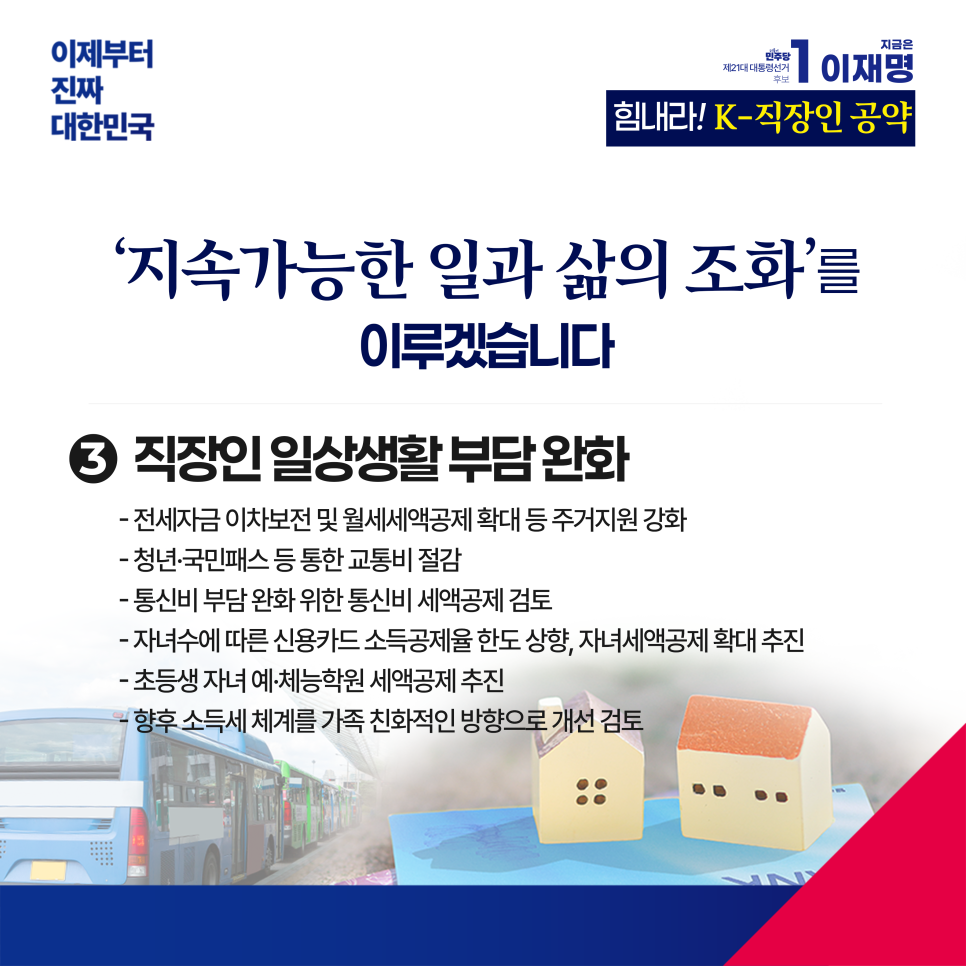 이제부터
진짜
대한민국
지금은
민주당
제21대 대통령선거
후보
1 이재명
힘내라! K-직장인 공약
‘지속가능한 일과 삶의 조화’를
이루겠습니다
3 직장인 일상생활 부담 완화
- 전세자금 이차보전 및 월세세액공제 확대 등 주거지원 강화
- 청년·국민패스 등 통한 교통비 절감
- 통신비 부담 완화 위한 통신비 세액공제 검토
- 자녀수에 따른 신용카드 소득공제율 한도 상향, 자녀세액공제 확대 추진
- 초등생 자녀 예·체능학원 세액공제 추진
- 향후 소득세 체계를 가족 친화적인 방향으로 개선 검토